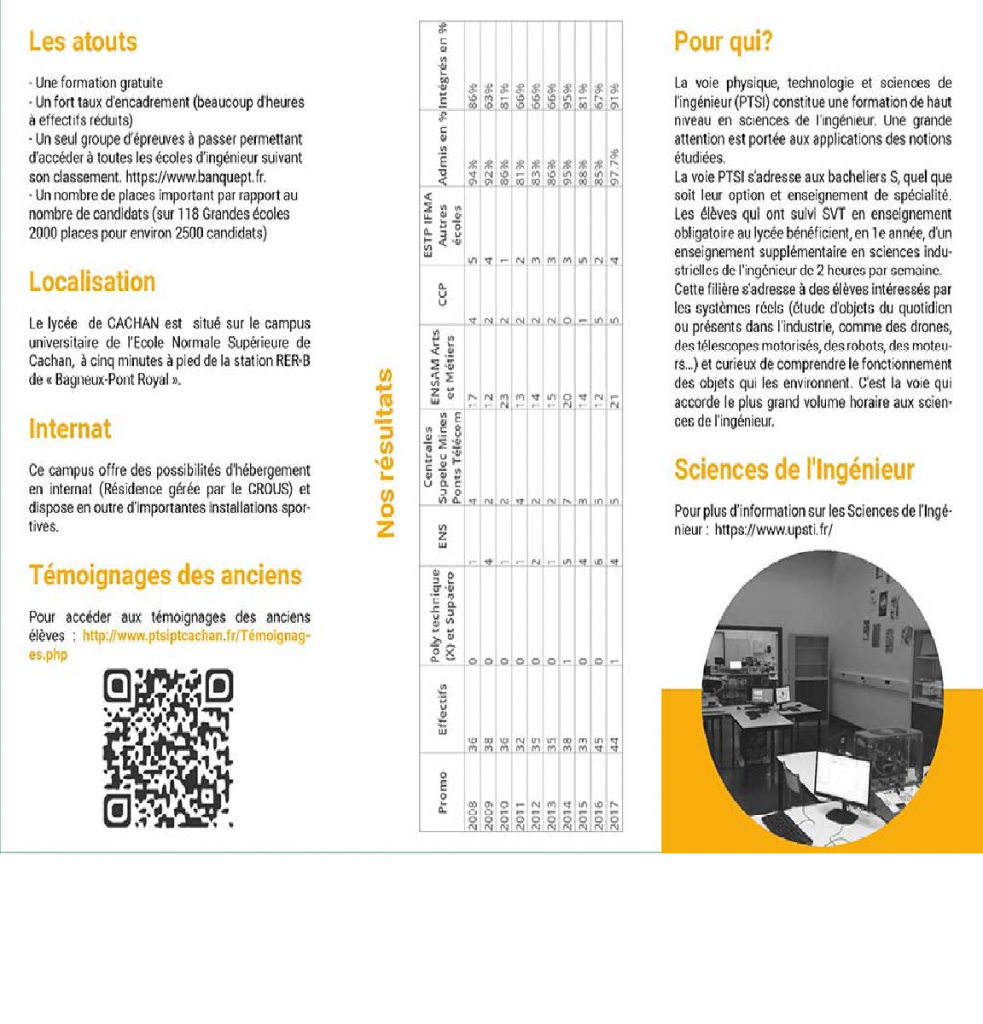 Les atouts
- Une formation gratuite
- Un fort taux d'encadrement (beaucoup d'heures
à effectifs réduits)
- Un seul groupe d'épreuves à passer permettant
d'accéder à toutes les écoles d'ingénieur suivant
son classement. https://www.banquept.fr.
- Un nombre de places important par rapport au
nombre de candidats (sur 118 Grandes écoles
2000 places pour environ 2500 candidats)
Localisation
Le lycée de CACHAN est situé sur le campus
universitaire de l'Ecole Normale Supérieure de
Cachan, à cinq minutes à pied de la station RER-B
de « Bagneux-Pont Royal ».
Internat
Ce campus offre des possibilités d'hébergement
en internat (Résidence gérée par le CROUS) et
dispose en outre d'importantes installations spor-
tives.
Témoignages des anciens
Pour accéder aux témoignages des anciens
élèves : http://www.ptsiptcachan.fr/Témoignag-
es.php
Nos résultats
Promo Effectifs Poly technique (X) et Supaéro ENS Centrales Supelec Mines Ponts Télécom ENSAM Arts et Métiers CCP ESTP IFMA Autres écoles Admis en % Intégrés en %
2008 36 0 1 4 17 4 5 94% 86%
2009 38 0 4 2 12 2 4 92% 63%
2010 36 0 1 2 23 2 1 86% 81%
2011 32 0 1 4 13 2 2 81% 66%
2012 35 0 2 2 14 2 3 83% 66%
2013 35 0 1 2 15 2 3 86% 66%
2014 38 1 5 7 20 0 3 95% 95%
2015 33 0 4 3 14 1 5 88% 81%
2016 45 0 6 5 12 5 2 85% 67%
2017 44 1 4 5 21 5 4 97.7% 91%
Pour qui?
La voie physique, technologie et sciences de
l'ingénieur (PTSI) constitue une formation de haut
niveau en sciences de l'ingénieur. Une grande
attention est portée aux applications des notions
étudiées.
La voie PTSI s'adresse aux bacheliers S, quel que
soit leur option et enseignement de spécialité.
Les élèves qui ont suivi SVT en enseignement
obligatoire au lycée bénéficient, en 1e année, d'un
enseignement supplémentaire en sciences indu-
strielles de l'ingénieur de 2 heures par semaine.
Cette filière s'adresse à des élèves intéressés par
les systèmes réels (étude d'objets du quotidien
ou présents dans l'industrie, comme des drones,
des télescopes motorisés, des robots, des moteu-
rs...) et curieux de comprendre le fonctionnement
des objets qui les environnent. C'est la voie qui
accorde le plus grand volume horaire aux scien-
ces de l'ingénieur.
Sciences de l'Ingénieur
Pour plus d'information sur les Sciences de l'Ingé-
nieur : https://www.upsti.fr/